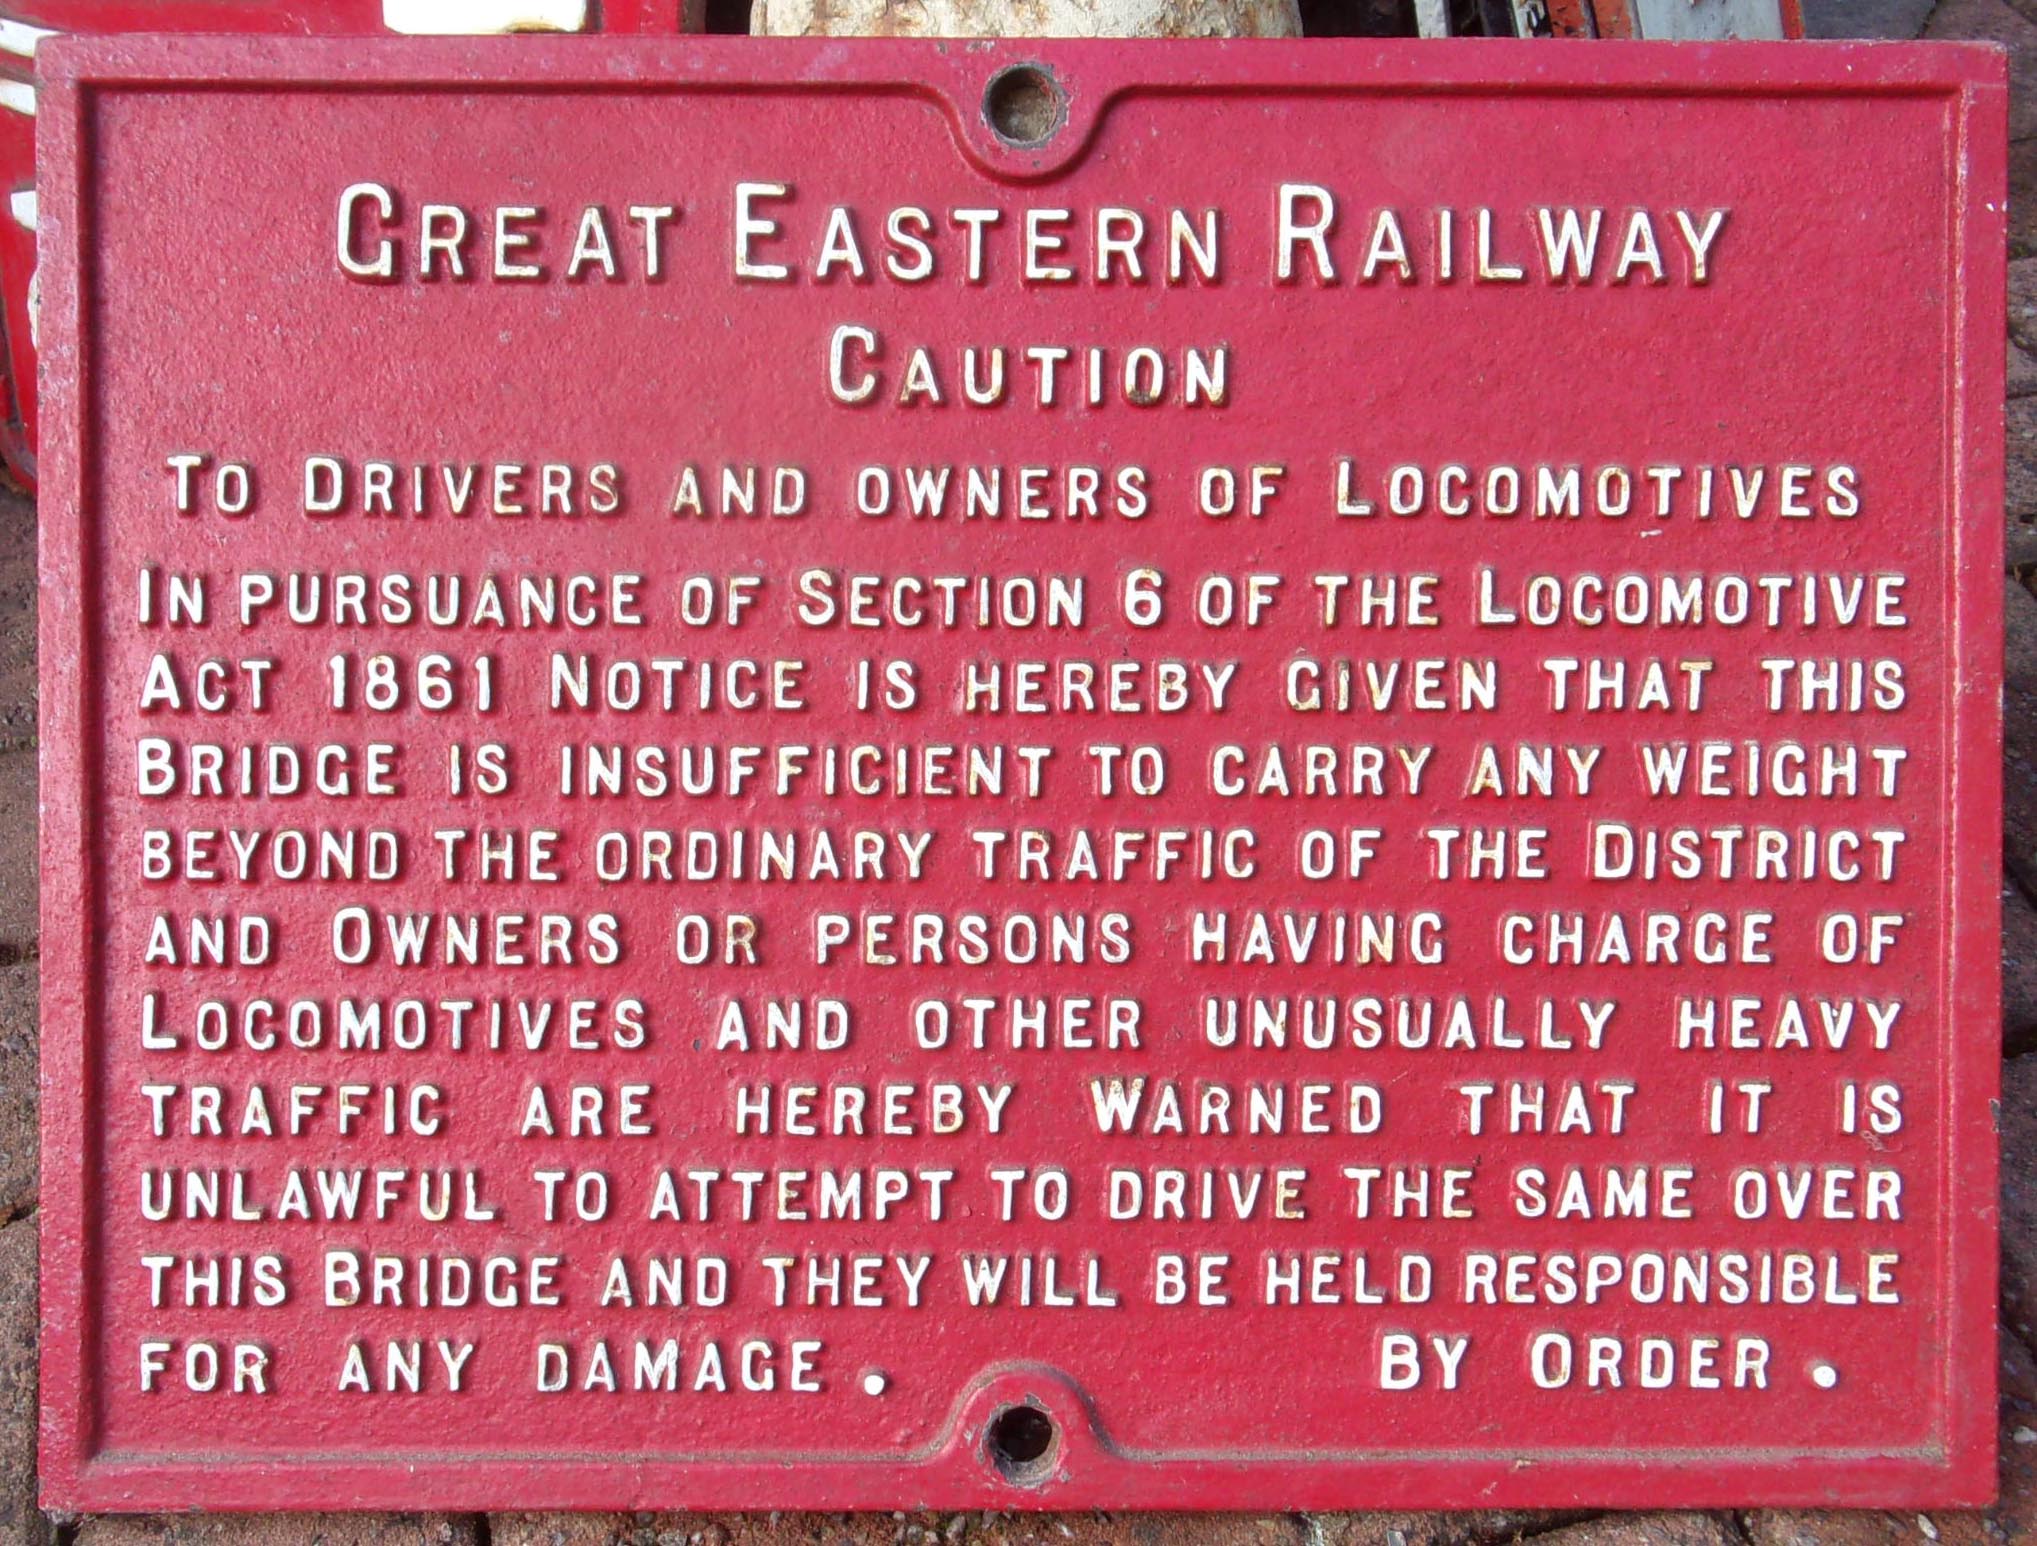 Great Eastern Railway
Caution
To Drivers and owners of Locomotives
In pursuance of Section 6 of the Locomotive
Act 1861 Notice is hereby given that this
Bridge is insufficient to carry any weight
beyond the ordinary traffic of the District
and Owners or persons having charge of
Locomotives and other unusually heavy
traffic are hereby Warned that it is
unlawful to attempt to drive the same over
this Bridge and they will be held responsible
for any damage. By Order.